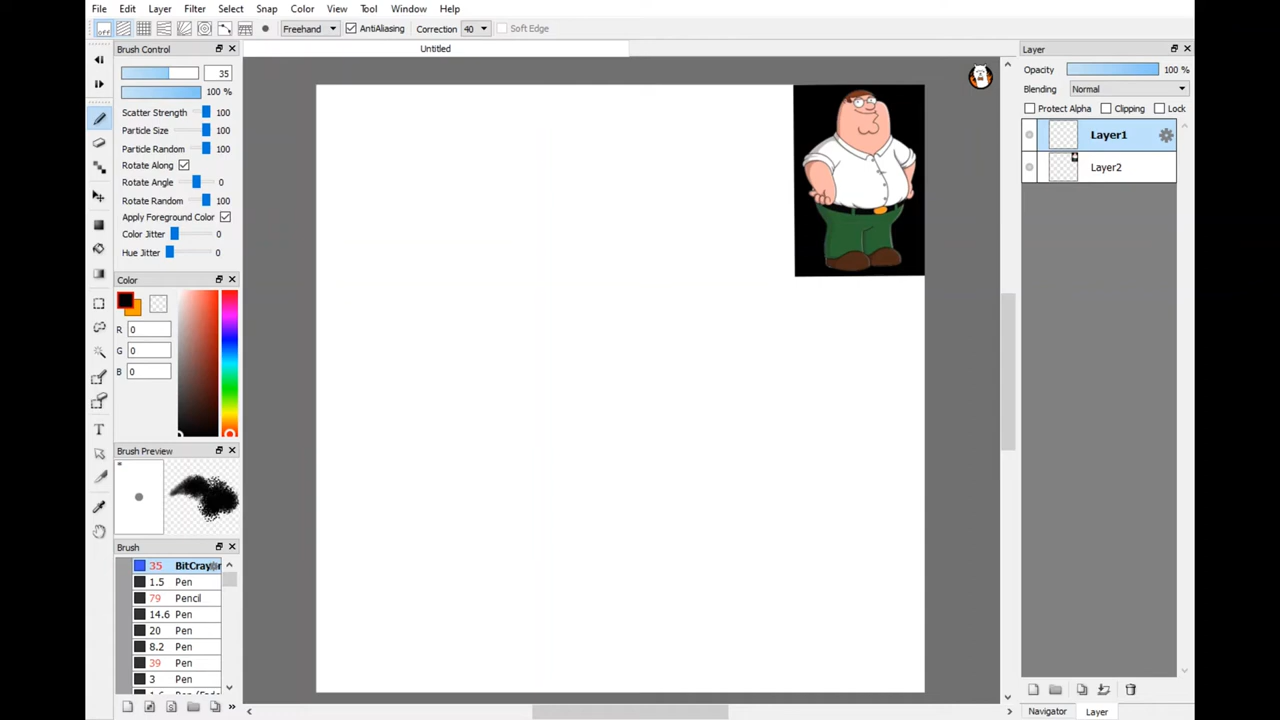 File Edit Layer Filter Select Snap Color View Tool Window Help
off Freehand AntiAliasing Correction 40 Soft Edge
Untitled
Brush Control
35
100 %
Scatter Strength 100
Particle Size 100
Particle Random 100
Rotate Along
Rotate Angle 0
Rotate Random 100
Apply Foreground Color
Color Jitter 0
Hue Jitter 0
Color
R 0
G 0
B 0
Brush Preview
Brush
35
1.5 Pen
79 Pencil
14.6 Pen
20 Pen
8.2 Pen
39 Pen
3 Pen
T
Layer
Opacity 100 %
Blending Normal
Protect Alpha Clipping Lock
Layer1
Layer2
Navigator Layer